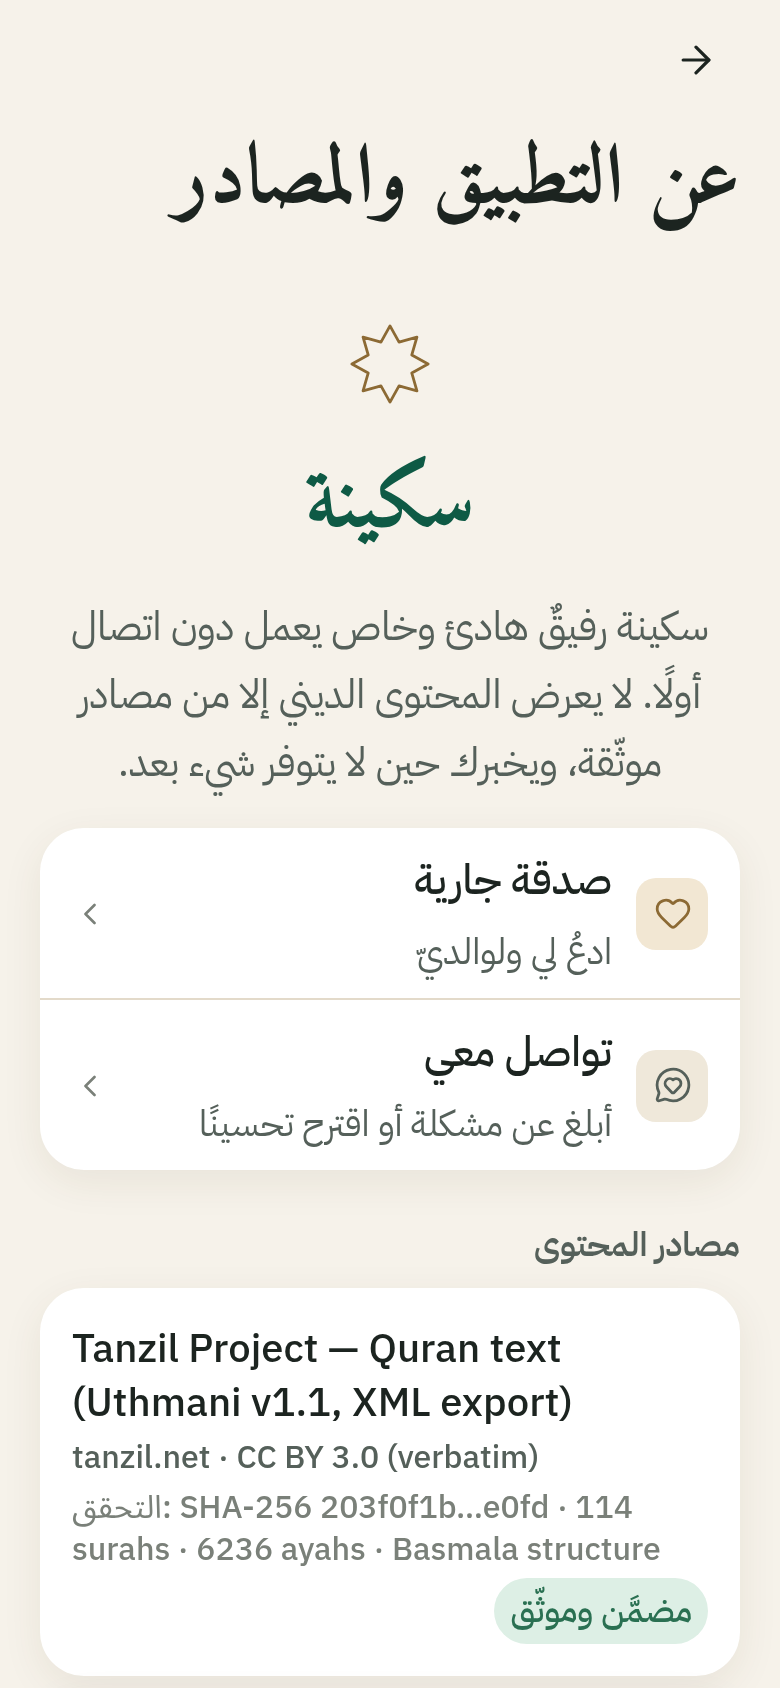 عن التطبيق والمصادر
سكينة
سكينة رفيقٌ هادئ وخاص يعمل دون اتصال
أولًا. لا يعرض المحتوى الديني إلا من مصادر
موثّقة، ويخبرك حين لا يتوفر شيء بعد.
صدقة جارية
ادعُ لي ولوالديّ
تواصل معي
أبلغ عن مشكلة أو اقترح تحسينًا
مصادر المحتوى
Tanzil Project — Quran text
(Uthmani v1.1, XML export)
tanzil.net · CC BY 3.0 (verbatim)
التحقق: SHA-256 203f0f1b…e0fd · 114
surahs · 6236 ayahs · Basmala structure
مضمَّن وموثّق